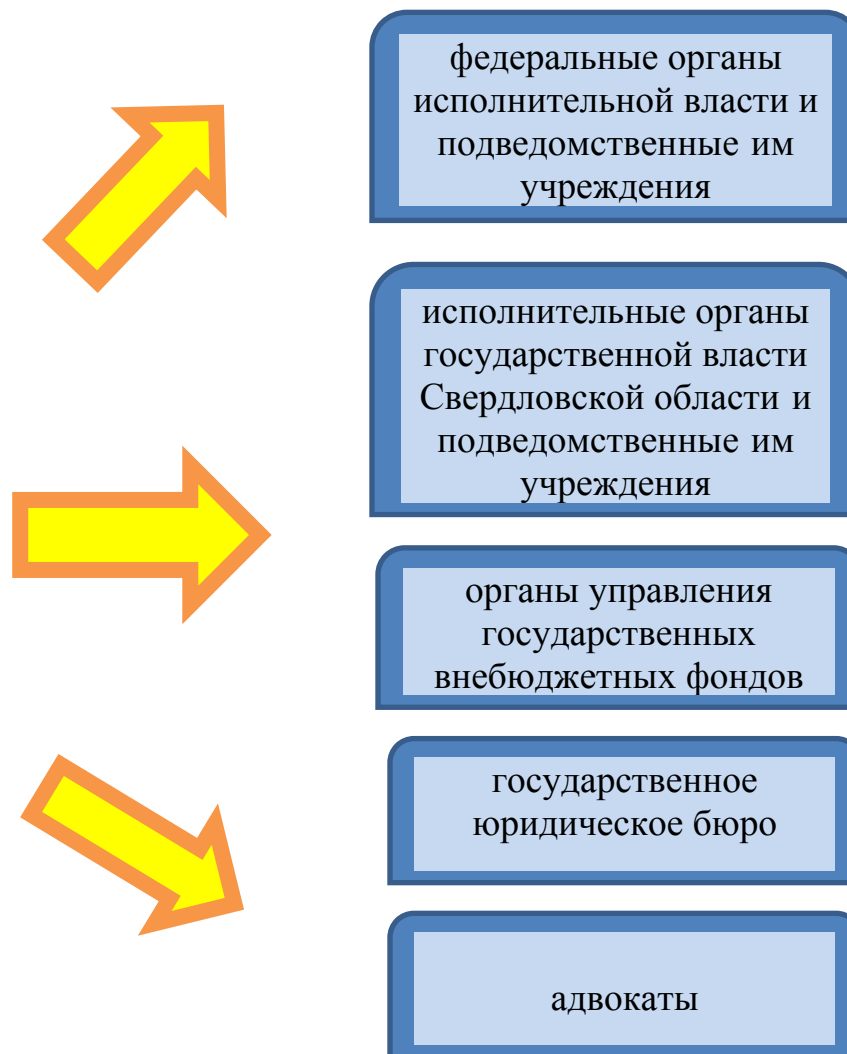 федеральные органы
исполнительной власти и
подведомственные им
учреждения
исполнительные органы
государственной власти
Свердловской области и
подведомственные им
учреждения
органы управления
государственных
внебюджетных фондов
государственное
юридическое бюро
адвокаты